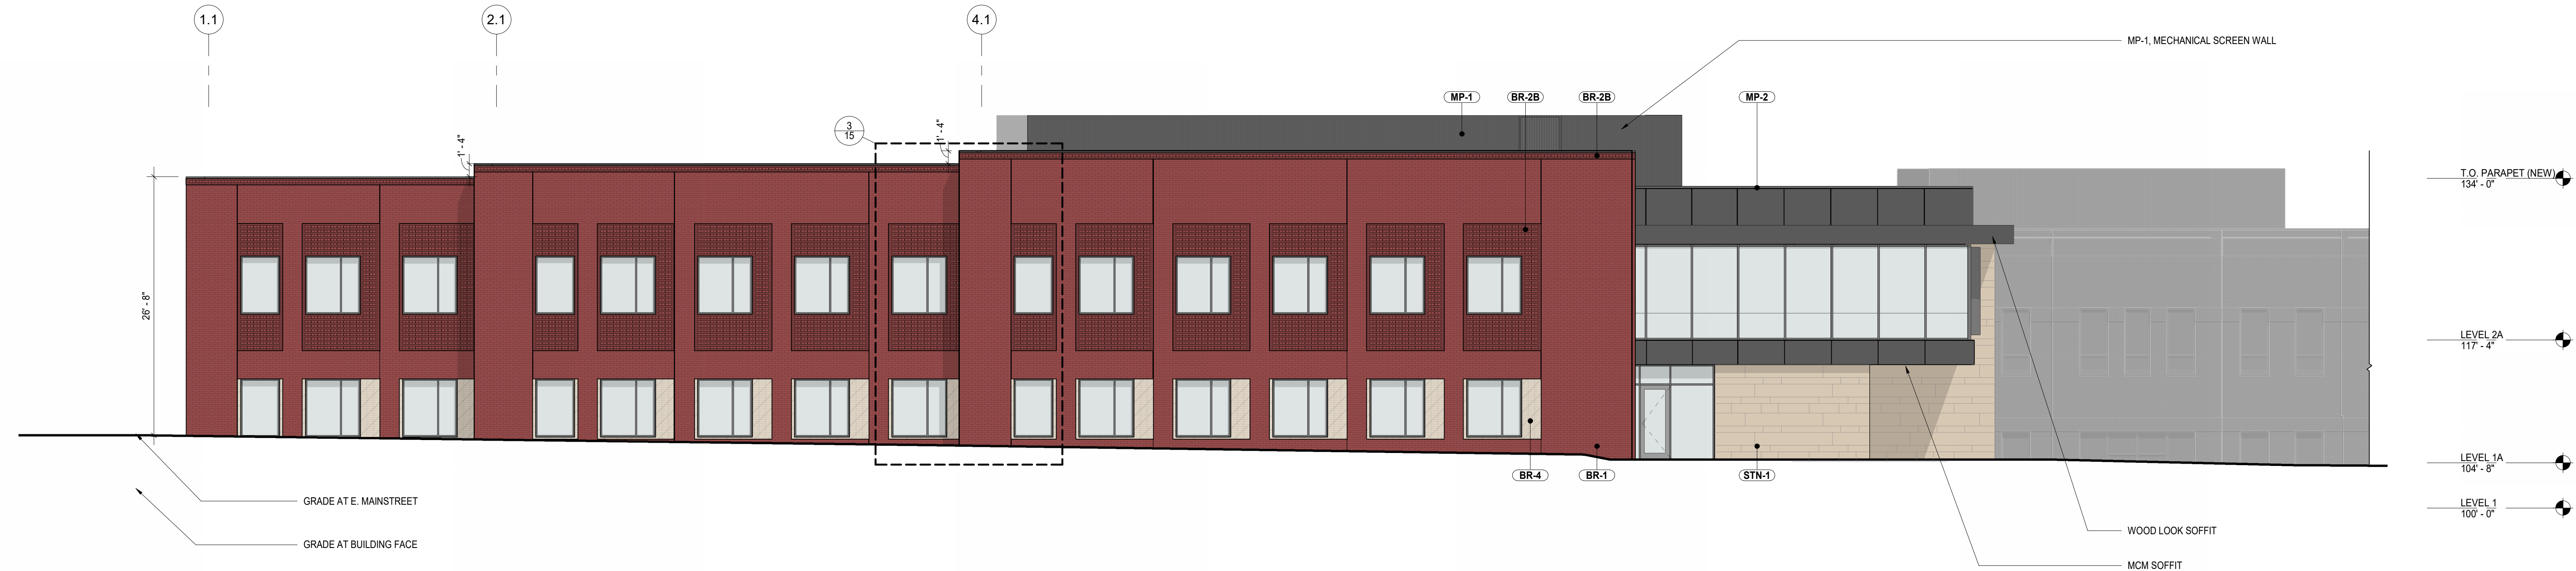 1.1
2.1
4.1
MP-1, MECHANICAL SCREEN WALL
MP-1
BR-2B
BR-2B
MP-2
3
15
1' - 4"
1' - 4"
T.O. PARAPET (NEW)
134' - 0"
26' - 8"
LEVEL 2A
117' - 4"
LEVEL 1A
104' - 8"
BR-4
BR-1
STN-1
GRADE AT E. MAINSTREET
LEVEL 1
100' - 0"
WOOD LOOK SOFFIT
GRADE AT BUILDING FACE
MCM SOFFIT